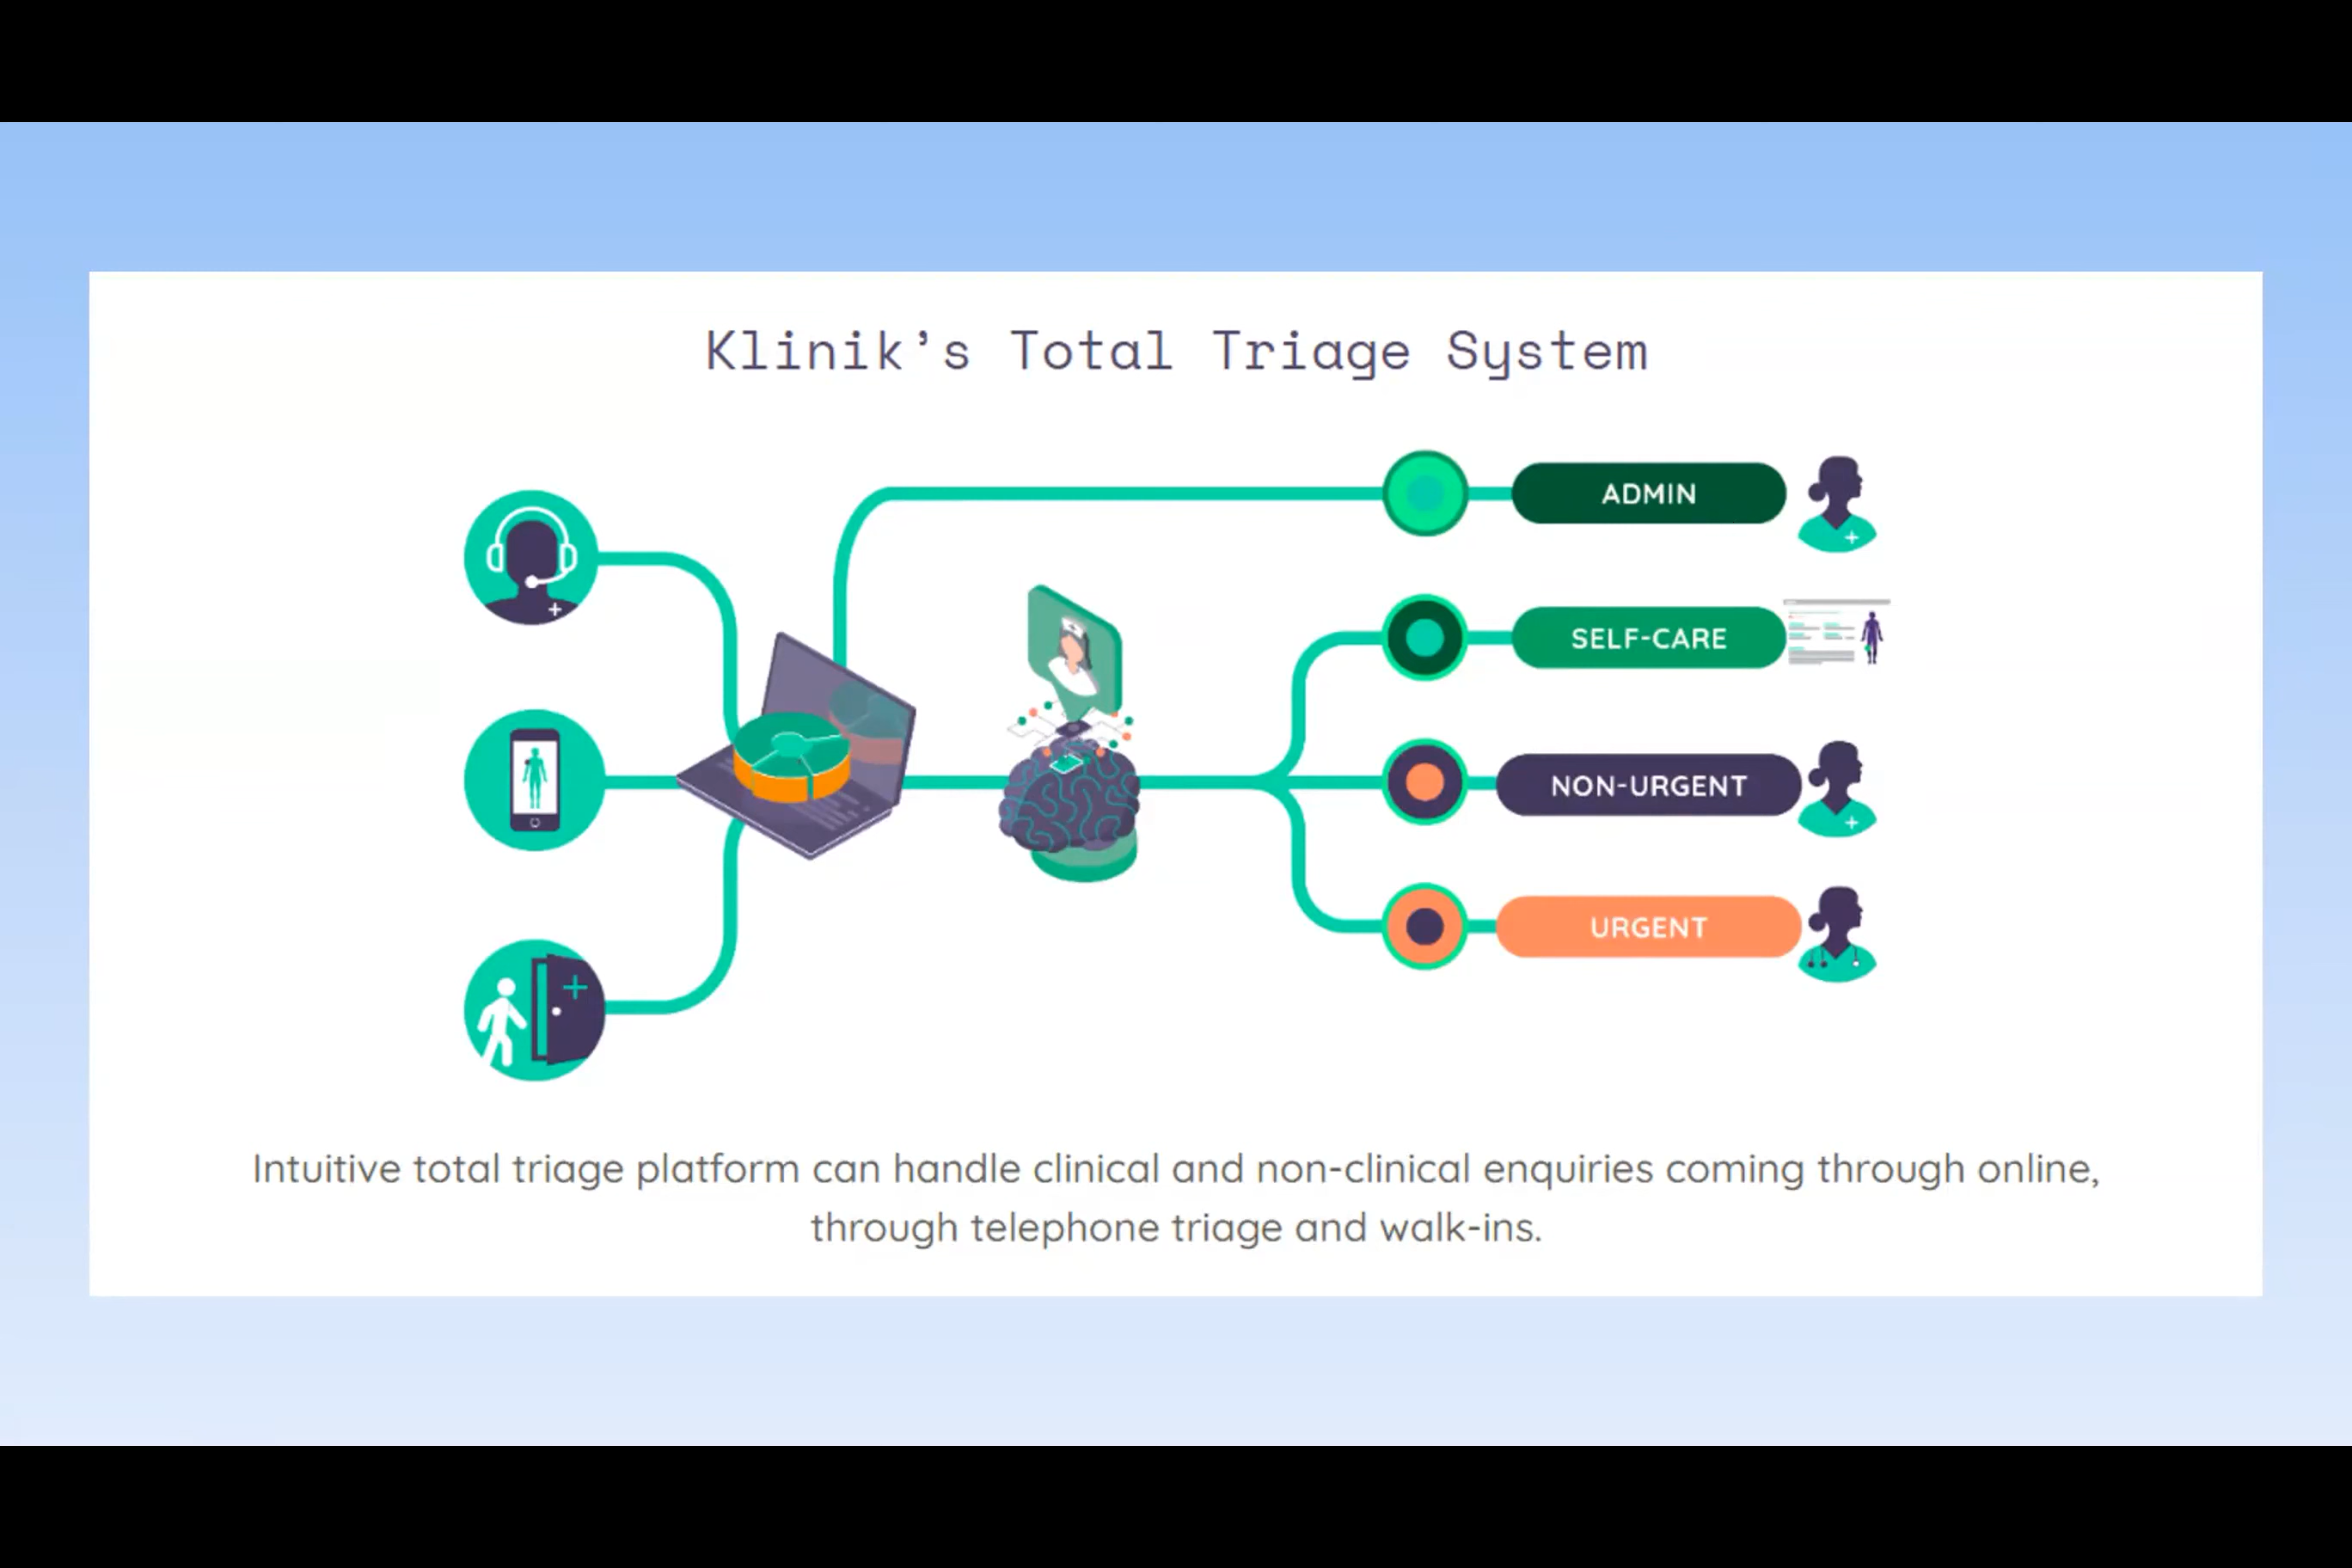 Klinik’s Total Triage System
ADMIN
SELF-CARE
NON-URGENT
URGENT
Intuitive total triage platform can handle clinical and non-clinical enquiries coming through online,
through telephone triage and walk-ins.